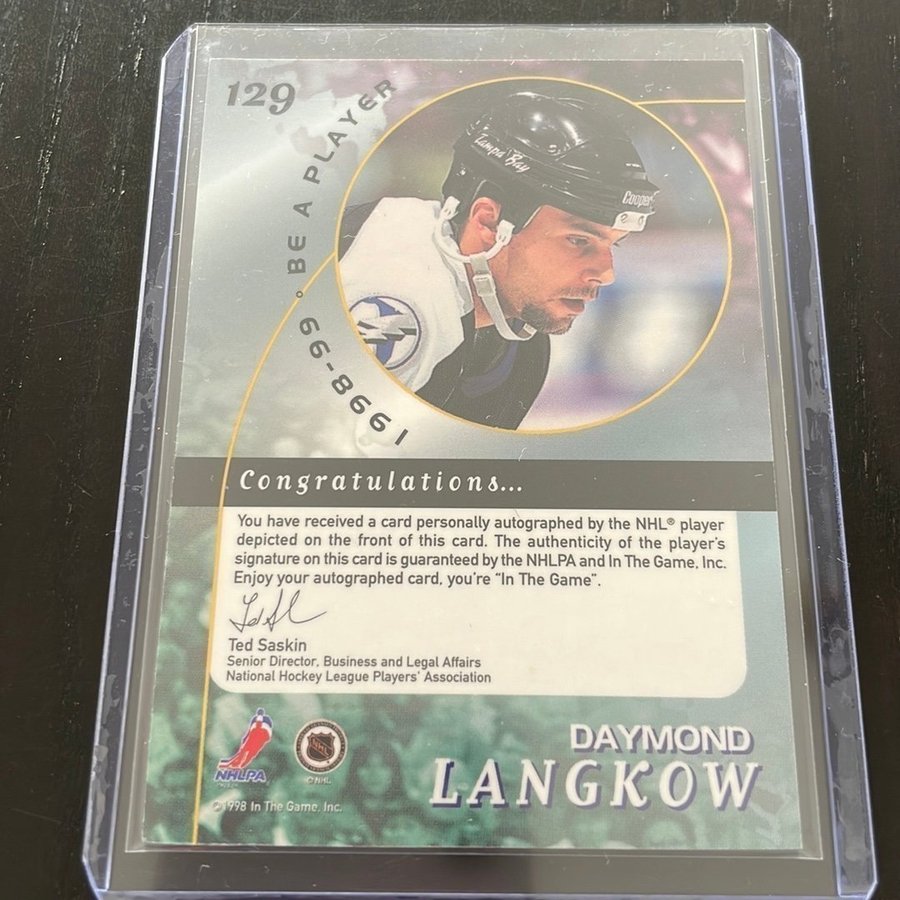 129
1998-99 • BE A PLAYER
Tampa Bay
Cooper
Congratulations...
You have received a card personally autographed by the NHL® player
depicted on the front of this card. The authenticity of the player's
signature on this card is guaranteed by the NHLPA and In The Game, Inc.
Enjoy your autographed card, you're "In The Game".
Ted Saskin
Senior Director, Business and Legal Affairs
National Hockey League Players' Association
NHLPA
NHL
©NHL
©1998 In The Game, Inc.
DAYMOND
LANGKOW